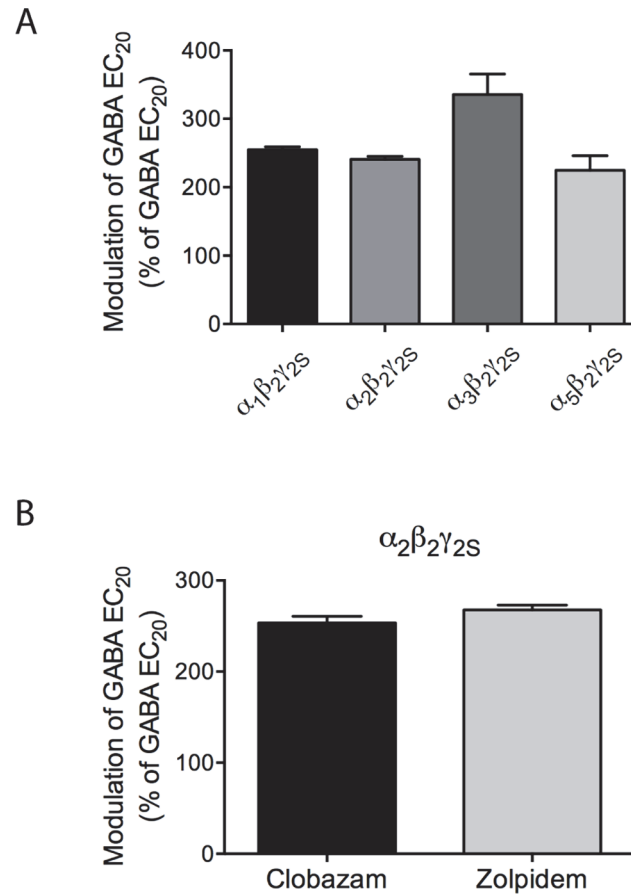 A
Modulation of GABA EC20
(% of GABA EC20)
400
300
200
100
0
α1β2γ2S
α2β2γ2S
α3β2γ2S
α5β2γ2S
B
α2β2γ2S
Modulation of GABA EC20
(% of GABA EC20)
300
200
100
0
Clobazam
Zolpidem